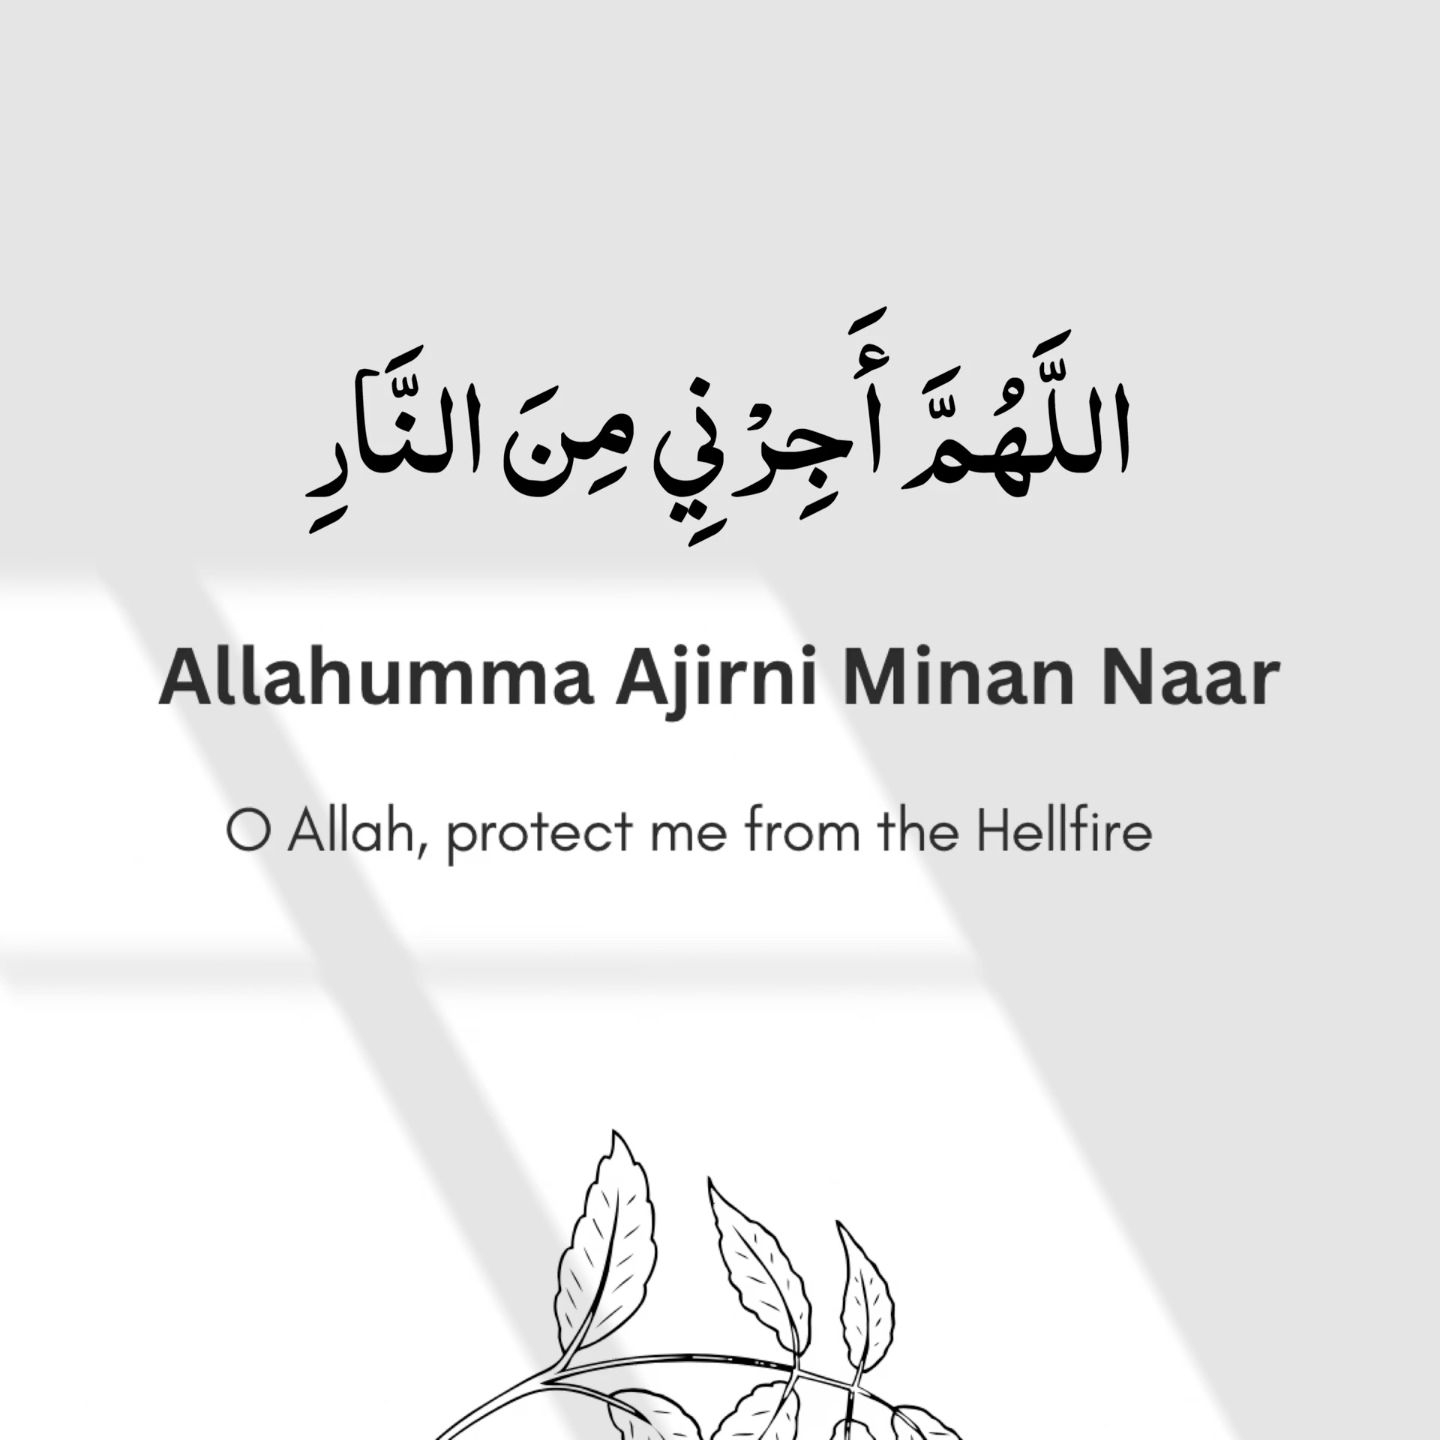 اللَّهُمَّ أَجِرْنِي مِنَ النَّارِ
Allahumma Ajirni Minan Naar
O Allah, protect me from the Hellfire